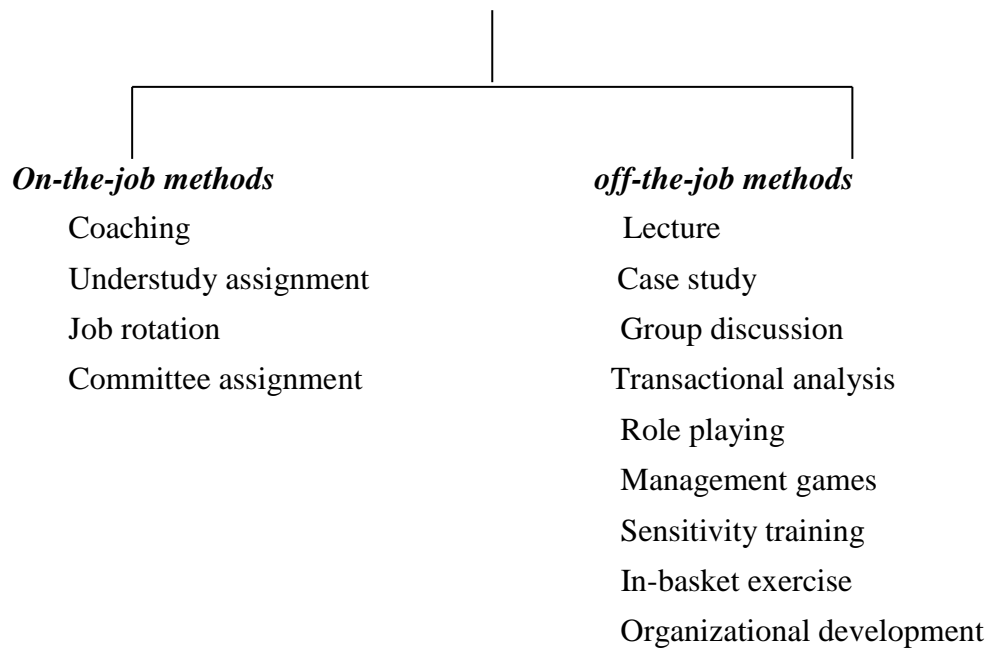 On-the-job methods
Coaching
Understudy assignment
Job rotation
Committee assignment
off-the-job methods
Lecture
Case study
Group discussion
Transactional analysis
Role playing
Management games
Sensitivity training
In-basket exercise
Organizational development